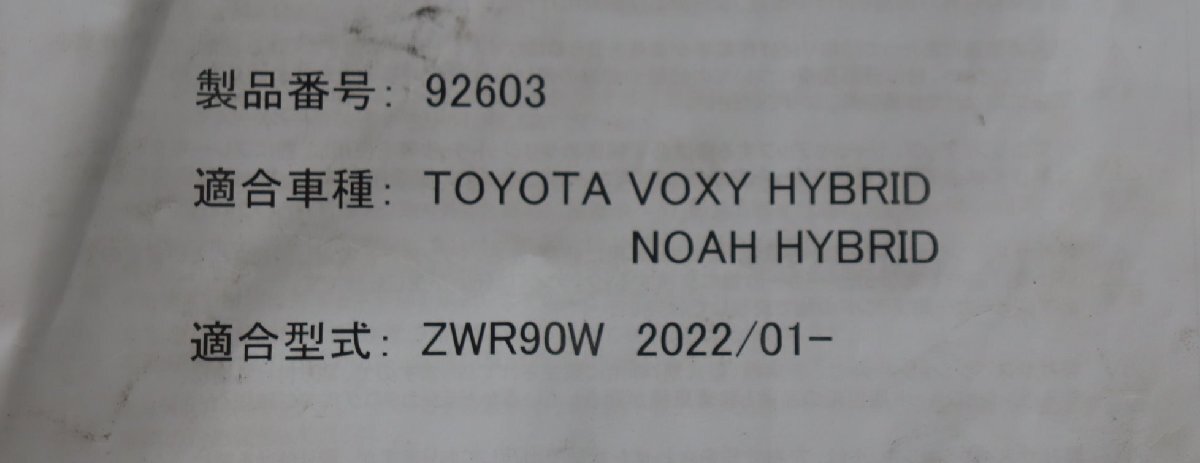 製品番号: 92603
適合車種: TOYOTA VOXY HYBRID
NOAH HYBRID
適合型式: ZWR90W 2022/01-